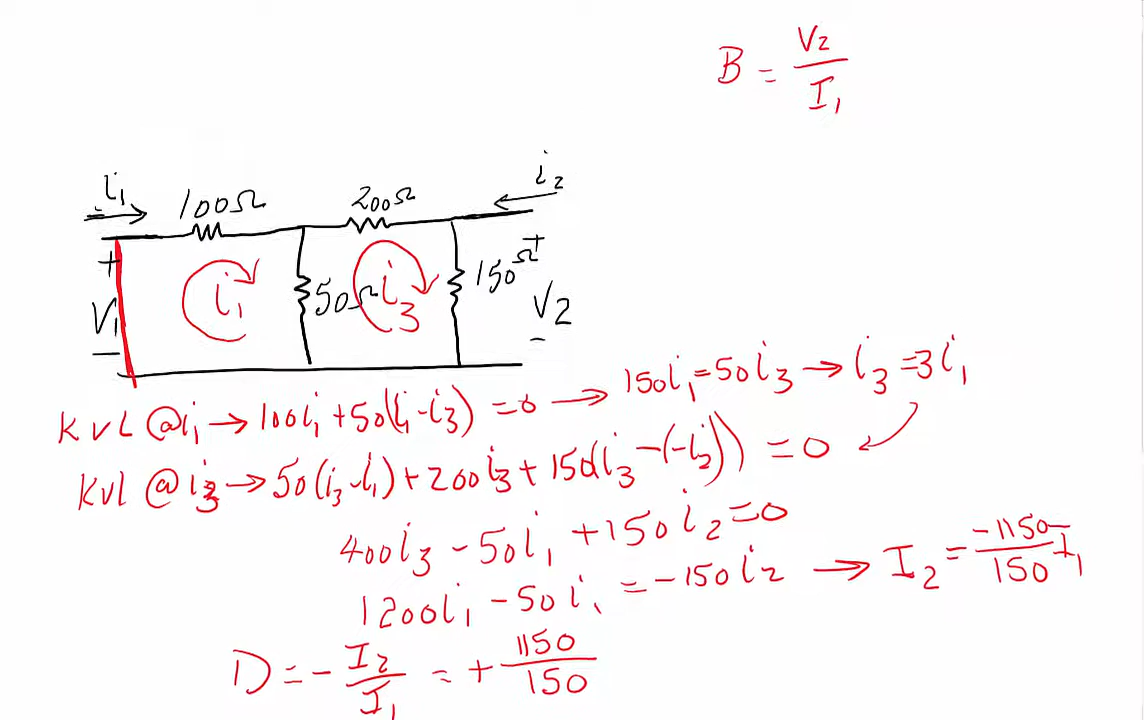 B = V2/I1
i1 100Ω 200Ω i2
+ V1 − i1 50Ω i3 150Ω + V2 -
KVL @i1 → 100i1 + 50(i1-i3) = 0 → 150i1 = 50i3 → i3 = 3i1
KVL @i3 → 50(i3-i1) + 200i3 + 150(i3-(-i2)) = 0
400i3 - 50i1 + 150i2 = 0
1200i1 - 50i1 = -150i2 → I2 = -1150/150 I1
D = - I2/I1 = + 1150/150